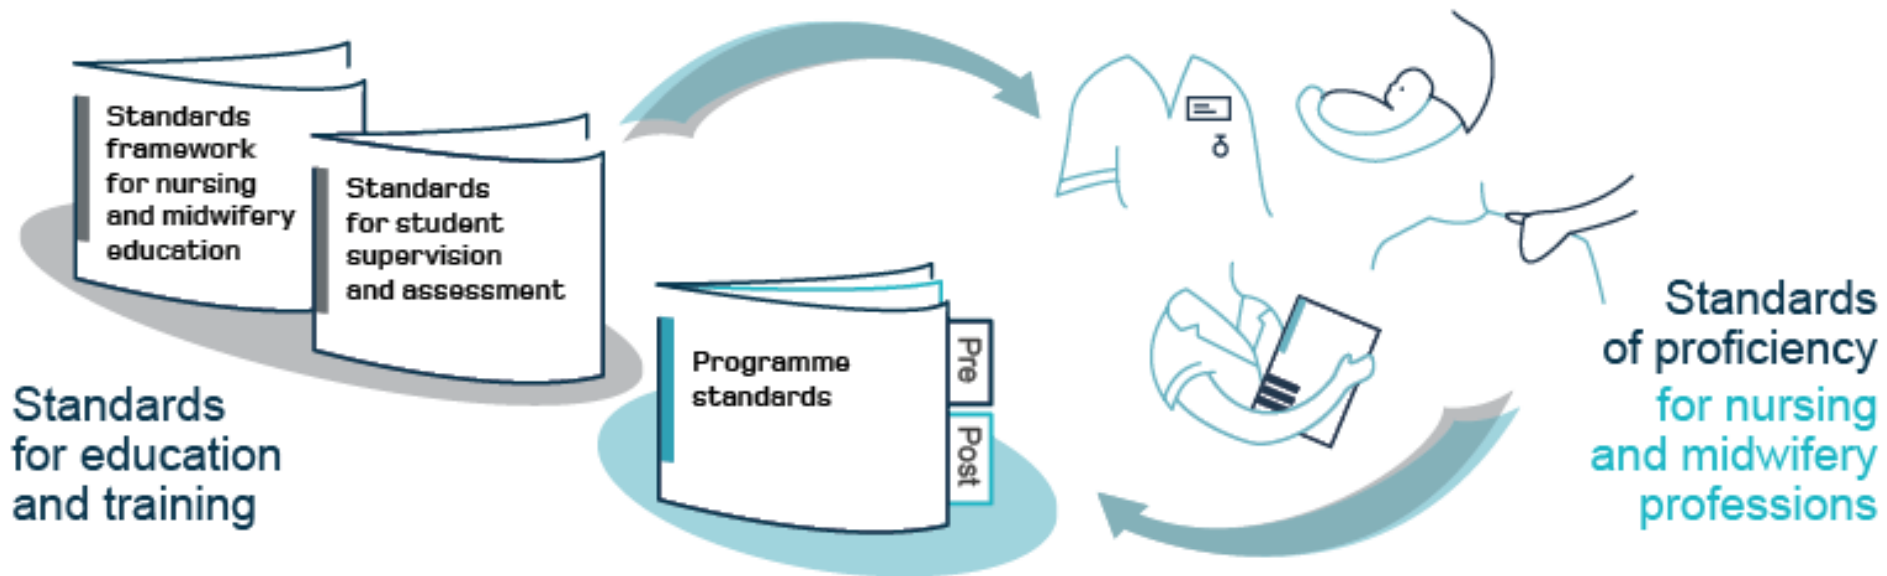 Standards
framework
for nursing
and midwifery
education
Standards
for student
supervision
and assessment
Programme
standards
Pre
Post
Standards
for education
and training
Standards
of proficiency
for nursing
and midwifery
professions